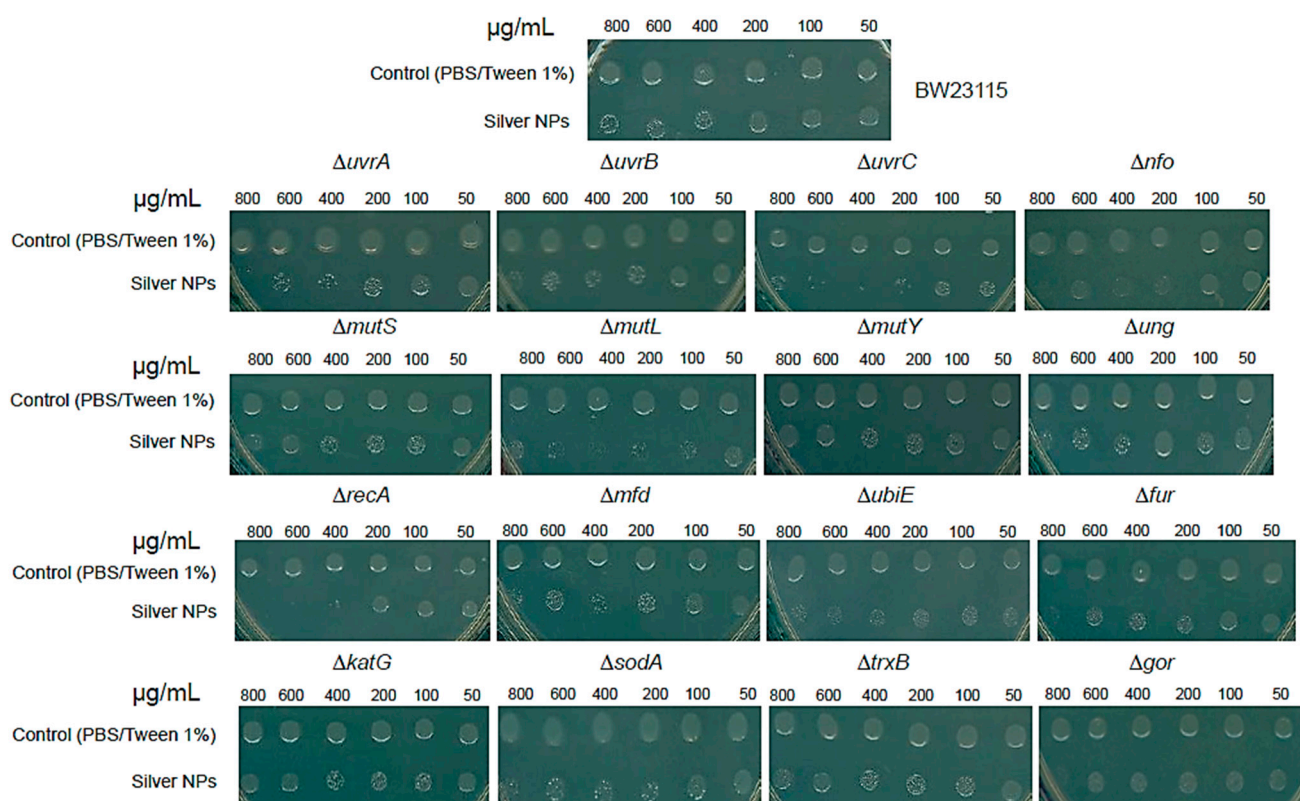 µg/mL 800 600 400 200 100 50
Control (PBS/Tween 1%)
BW23115
Silver NPs
ΔuvrA ΔuvrB ΔuvrC Δnfo
µg/mL 800 600 400 200 100 50 800 600 400 200 100 50 800 600 400 200 100 50 800 600 400 200 100 50
Control (PBS/Tween 1%)
Silver NPs
ΔmutS ΔmutL ΔmutY Δung
µg/mL 800 600 400 200 100 50 800 600 400 200 100 50 800 600 400 200 100 50 800 600 400 200 100 50
Control (PBS/Tween 1%)
Silver NPs
ΔrecA Δmfd ΔubiE Δfur
µg/mL 800 600 400 200 100 50 800 600 400 200 100 50 800 600 400 200 100 50 800 600 400 200 100 50
Control (PBS/Tween 1%)
Silver NPs
ΔkatG ΔsodA ΔtrxB Δgor
µg/mL 800 600 400 200 100 50 800 600 400 200 100 50 800 600 400 200 100 50 800 600 400 200 100 50
Control (PBS/Tween 1%)
Silver NPs